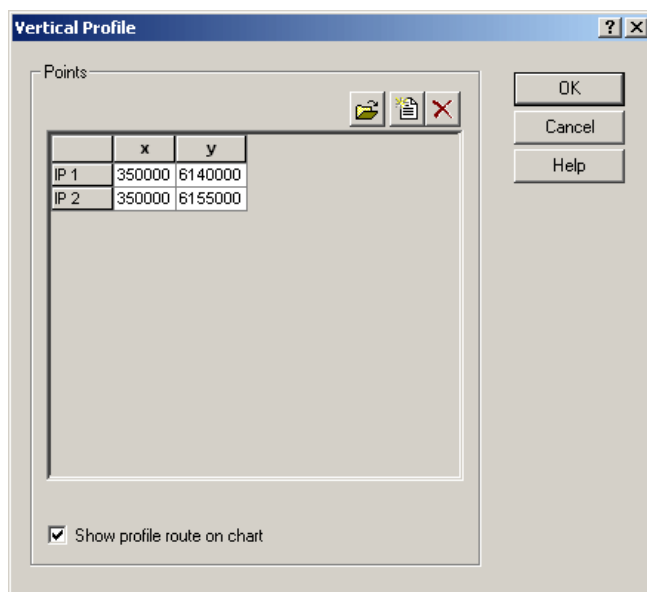 Vertical Profile
Points
OK
Cancel
Help
x y
IP 1 350000 6140000
IP 2 350000 6155000
Show profile route on chart